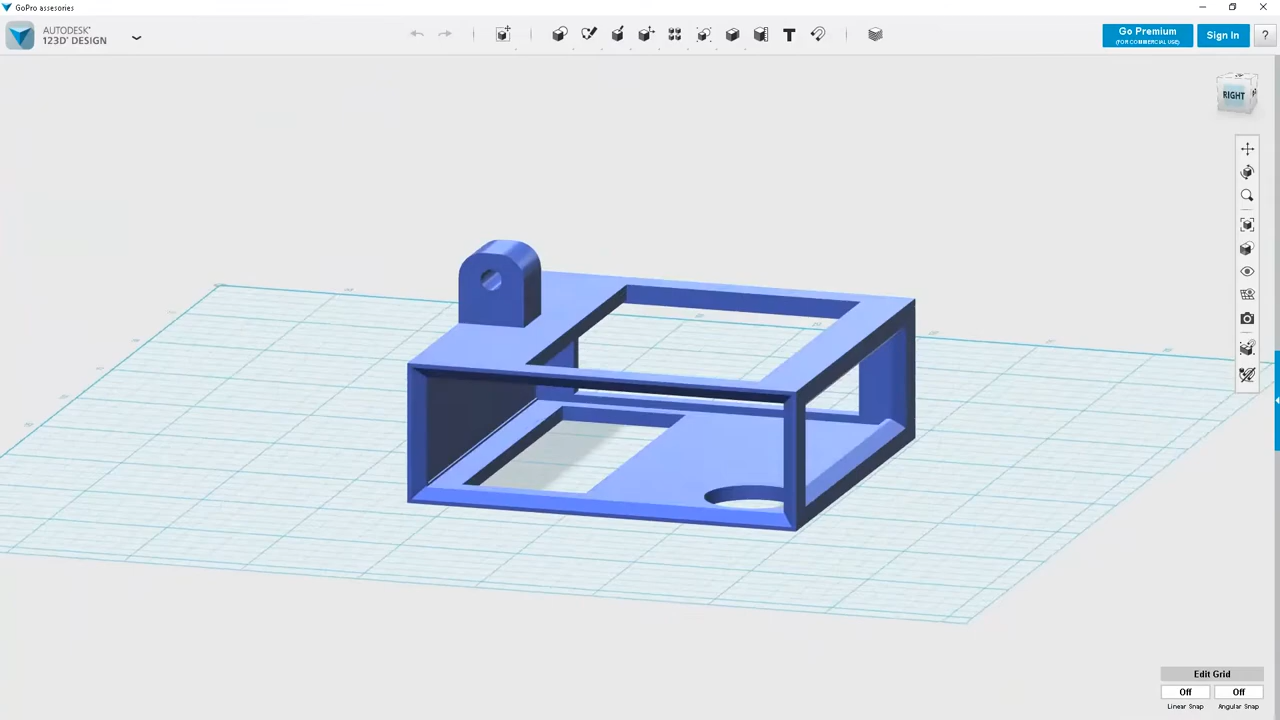 GoPro assesories
AUTODESK®
123D® DESIGN
T
Go Premium
(FOR COMMERCIAL USE)
Sign In
?
RIGHT
Edit Grid
Off
Off
Linear Snap
Angular Snap